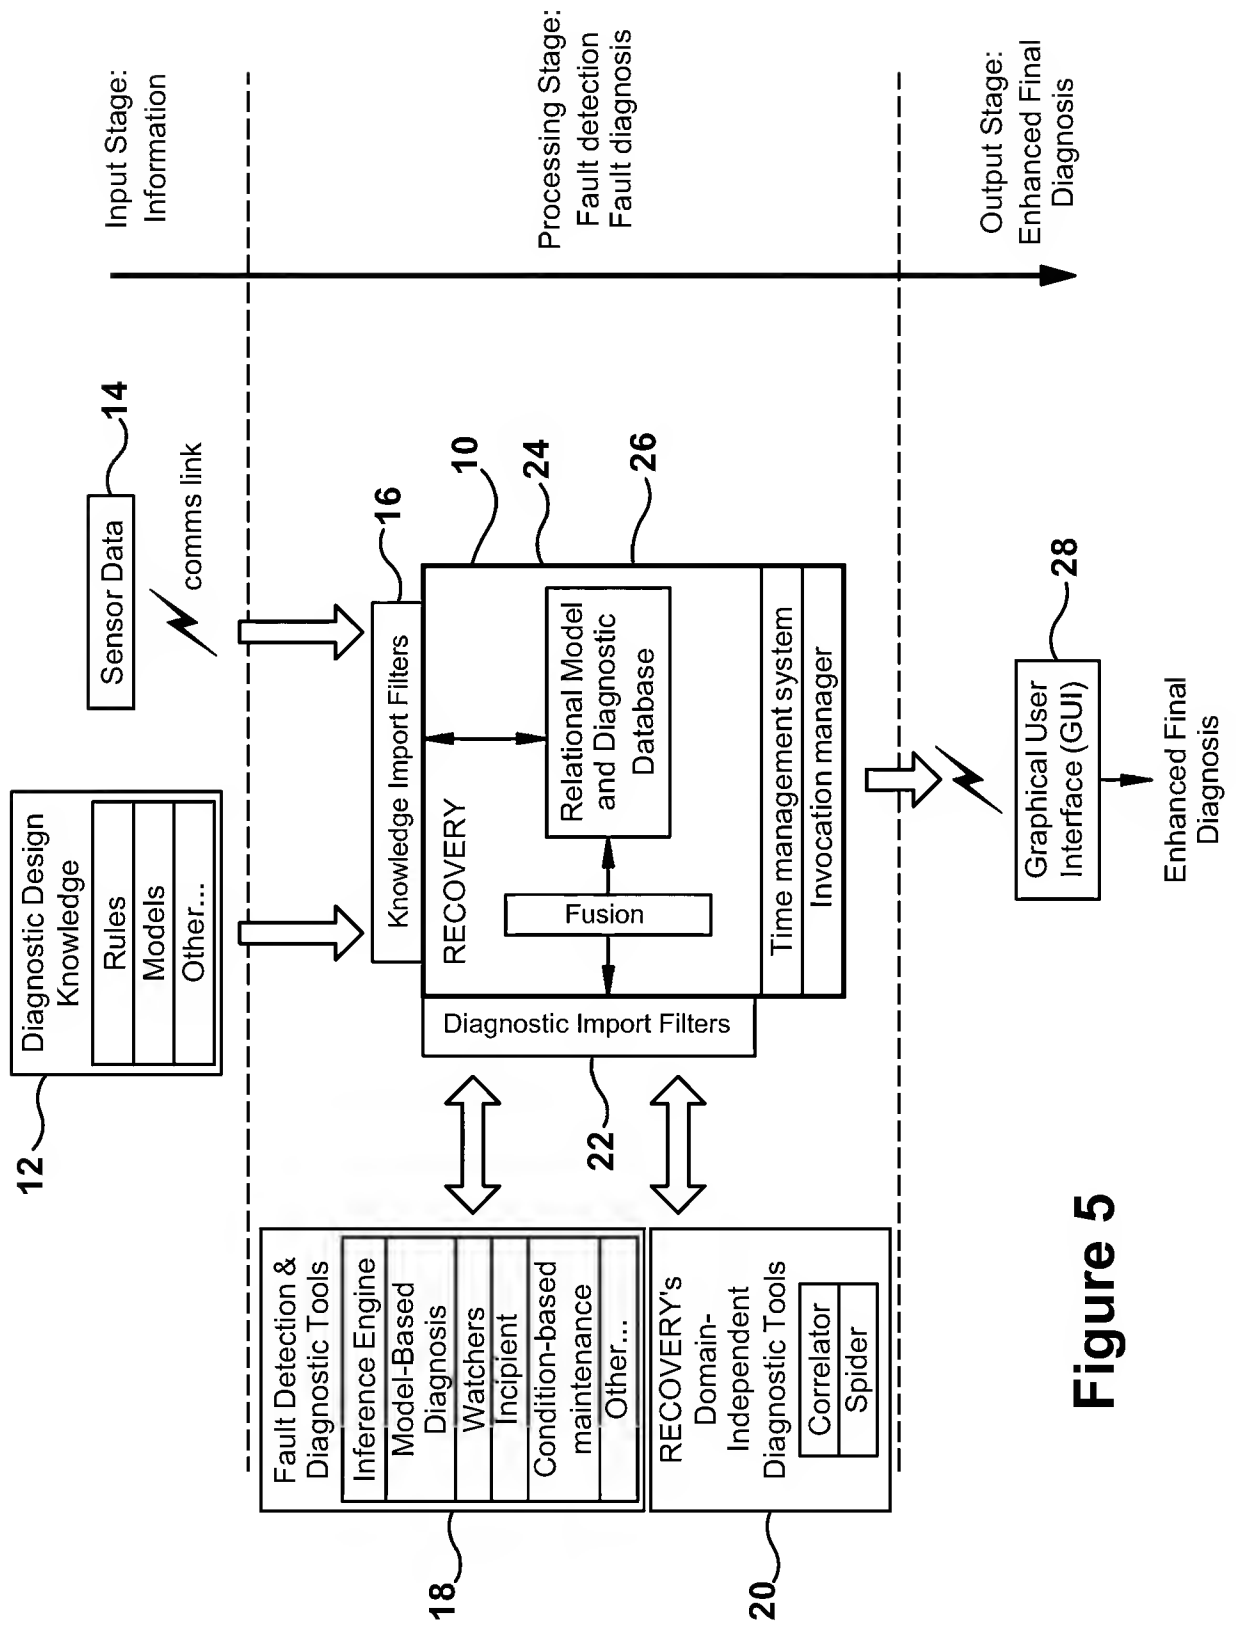 12
Diagnostic Design
Knowledge
Rules
Models
Other...
Sensor Data
14
comms link
Input Stage:
Information
Fault Detection &
Diagnostic Tools
Inference Engine
Model-Based
Diagnosis
Watchers
Incipient
Condition-based
maintenance
Other...
18
RECOVERY's
Domain-
Independent
Diagnostic Tools
Correlator
Spider
20
Knowledge Import Filters
16
Diagnostic Import Filters
22
RECOVERY
Fusion
Relational Model
and Diagnostic
Database
Time management system
Invocation manager
10
24
26
Processing Stage:
Fault detection
Fault diagnosis
Graphical User
Interface (GUI)
28
Enhanced Final
Diagnosis
Output Stage:
Enhanced Final
Diagnosis
Figure 5